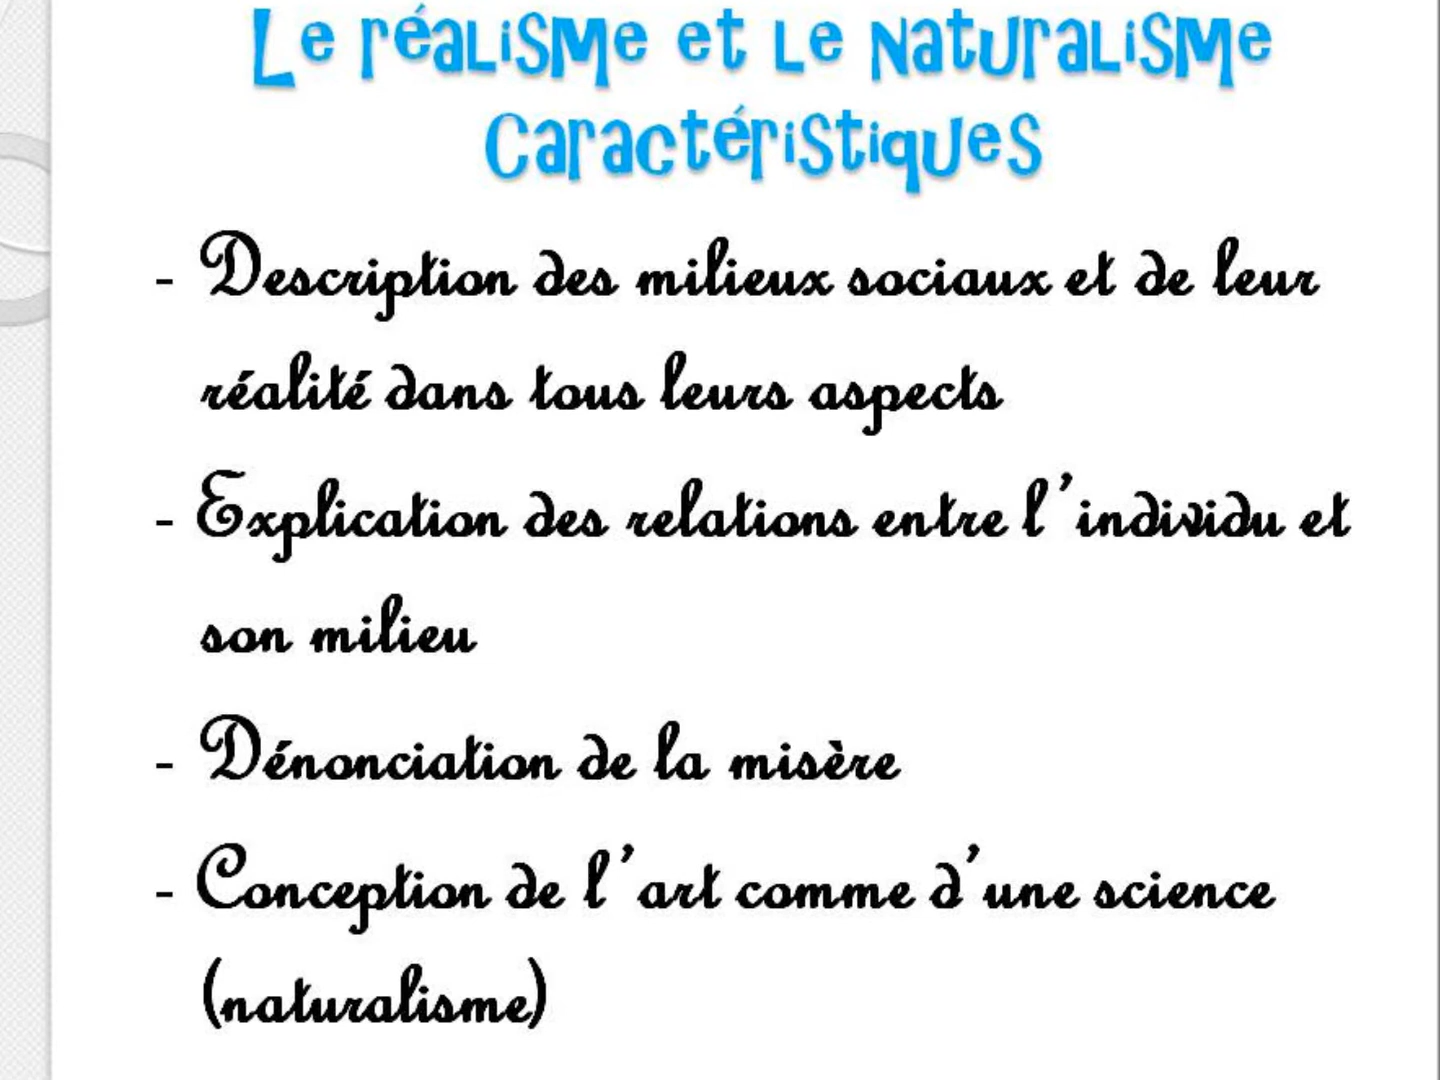 Le réalisme et le naturalisme
caractéristiques
- Description des milieux sociaux et de leur
réalité dans tous leurs aspects
- Explication des relations entre l'individu et
son milieu
- Dénonciation de la misère
- Conception de l'art comme d'une science
(naturalisme)